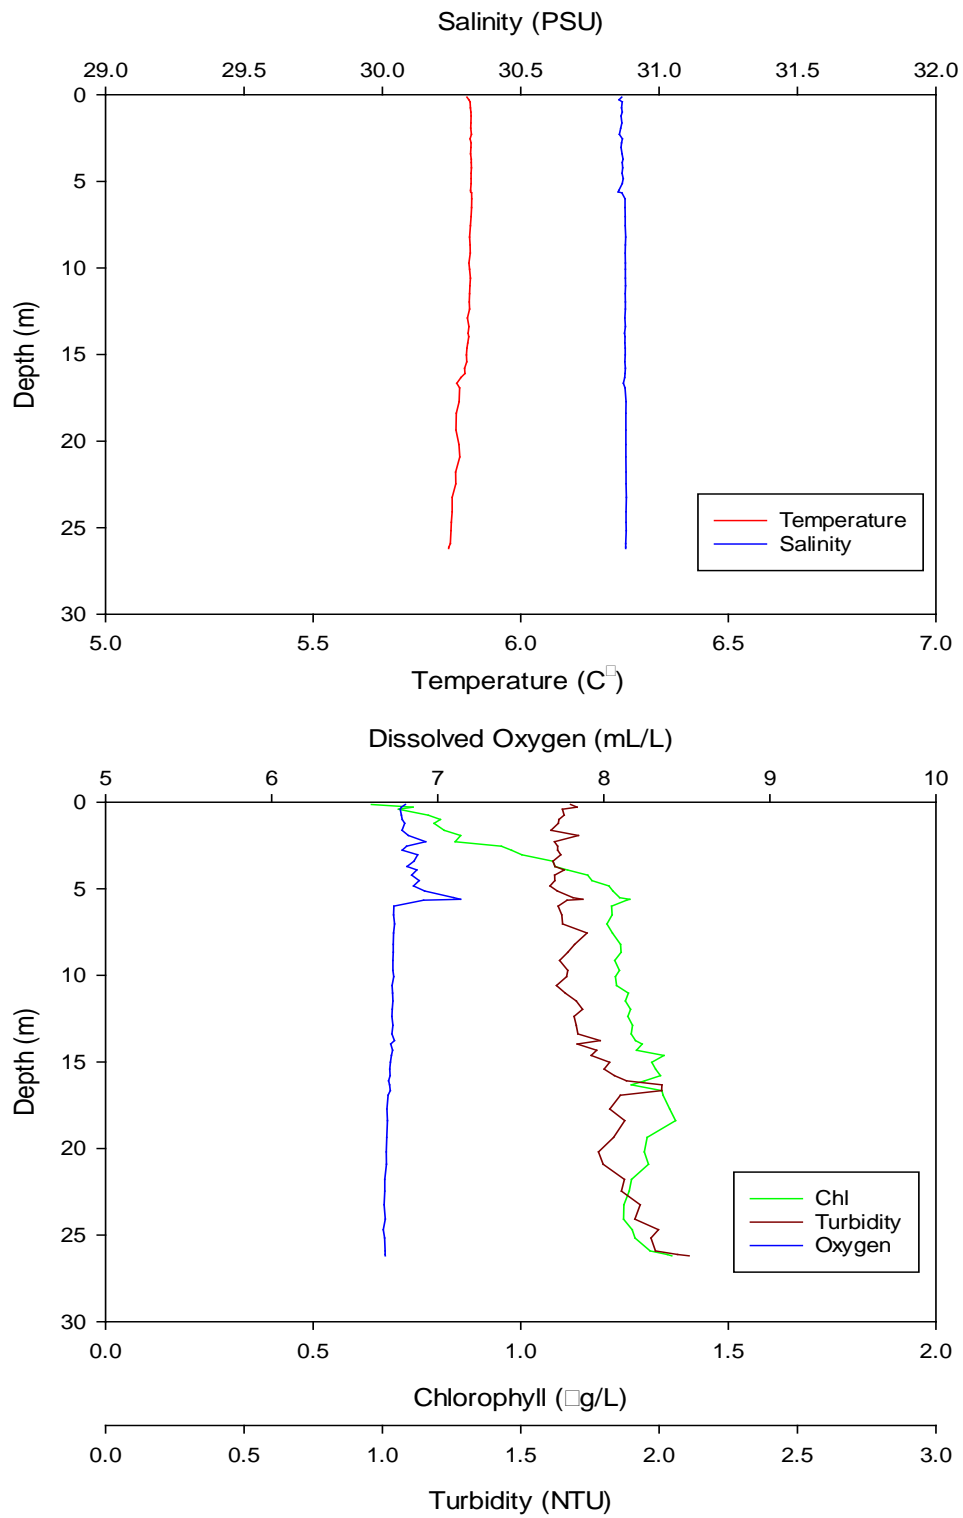 Salinity (PSU)
29.0 29.5 30.0 30.5 31.0 31.5 32.0
0
5
10
15
20
25
30
Depth (m)
Temperature
Salinity
5.0 5.5 6.0 6.5 7.0
Temperature (C□)
Dissolved Oxygen (mL/L)
5 6 7 8 9 10
0
5
10
15
20
25
30
Depth (m)
Chl
Turbidity
Oxygen
0.0 0.5 1.0 1.5 2.0
Chlorophyll (□g/L)
0.0 0.5 1.0 1.5 2.0 2.5 3.0
Turbidity (NTU)